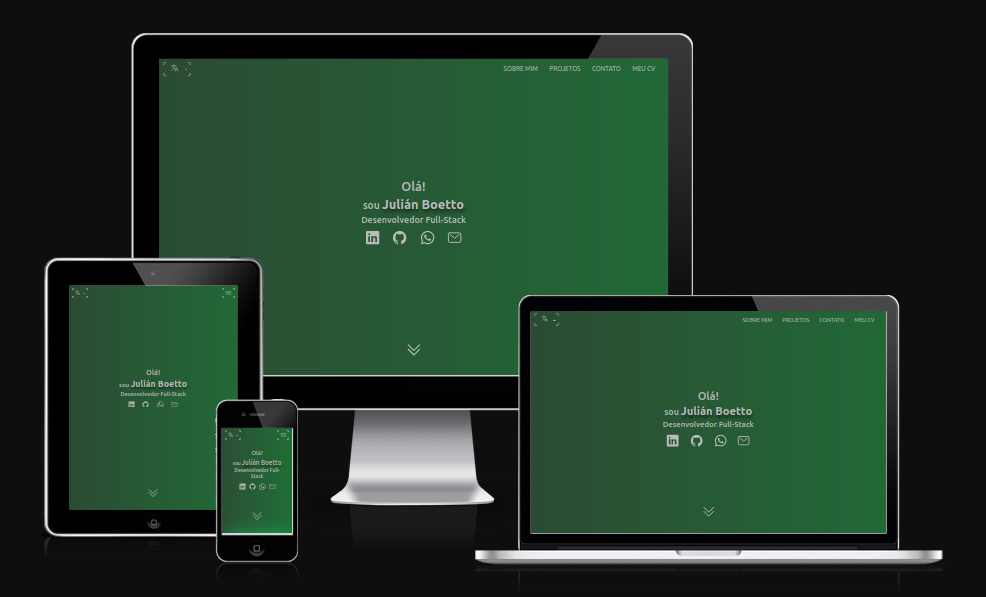 SOBRE MIM PROJETOS CONTATO MEU CV
Olá!
sou Julián Boetto
Desenvolvedor Full-Stack
Olá!
sou Julián Boetto
Desenvolvedor Full-Stack
Olá!
sou Julián Boetto
Desenvolvedor Full-
Stack
SOBRE MIM PROJETOS CONTATO MEU CV
Olá!
sou Julián Boetto
Desenvolvedor Full-Stack